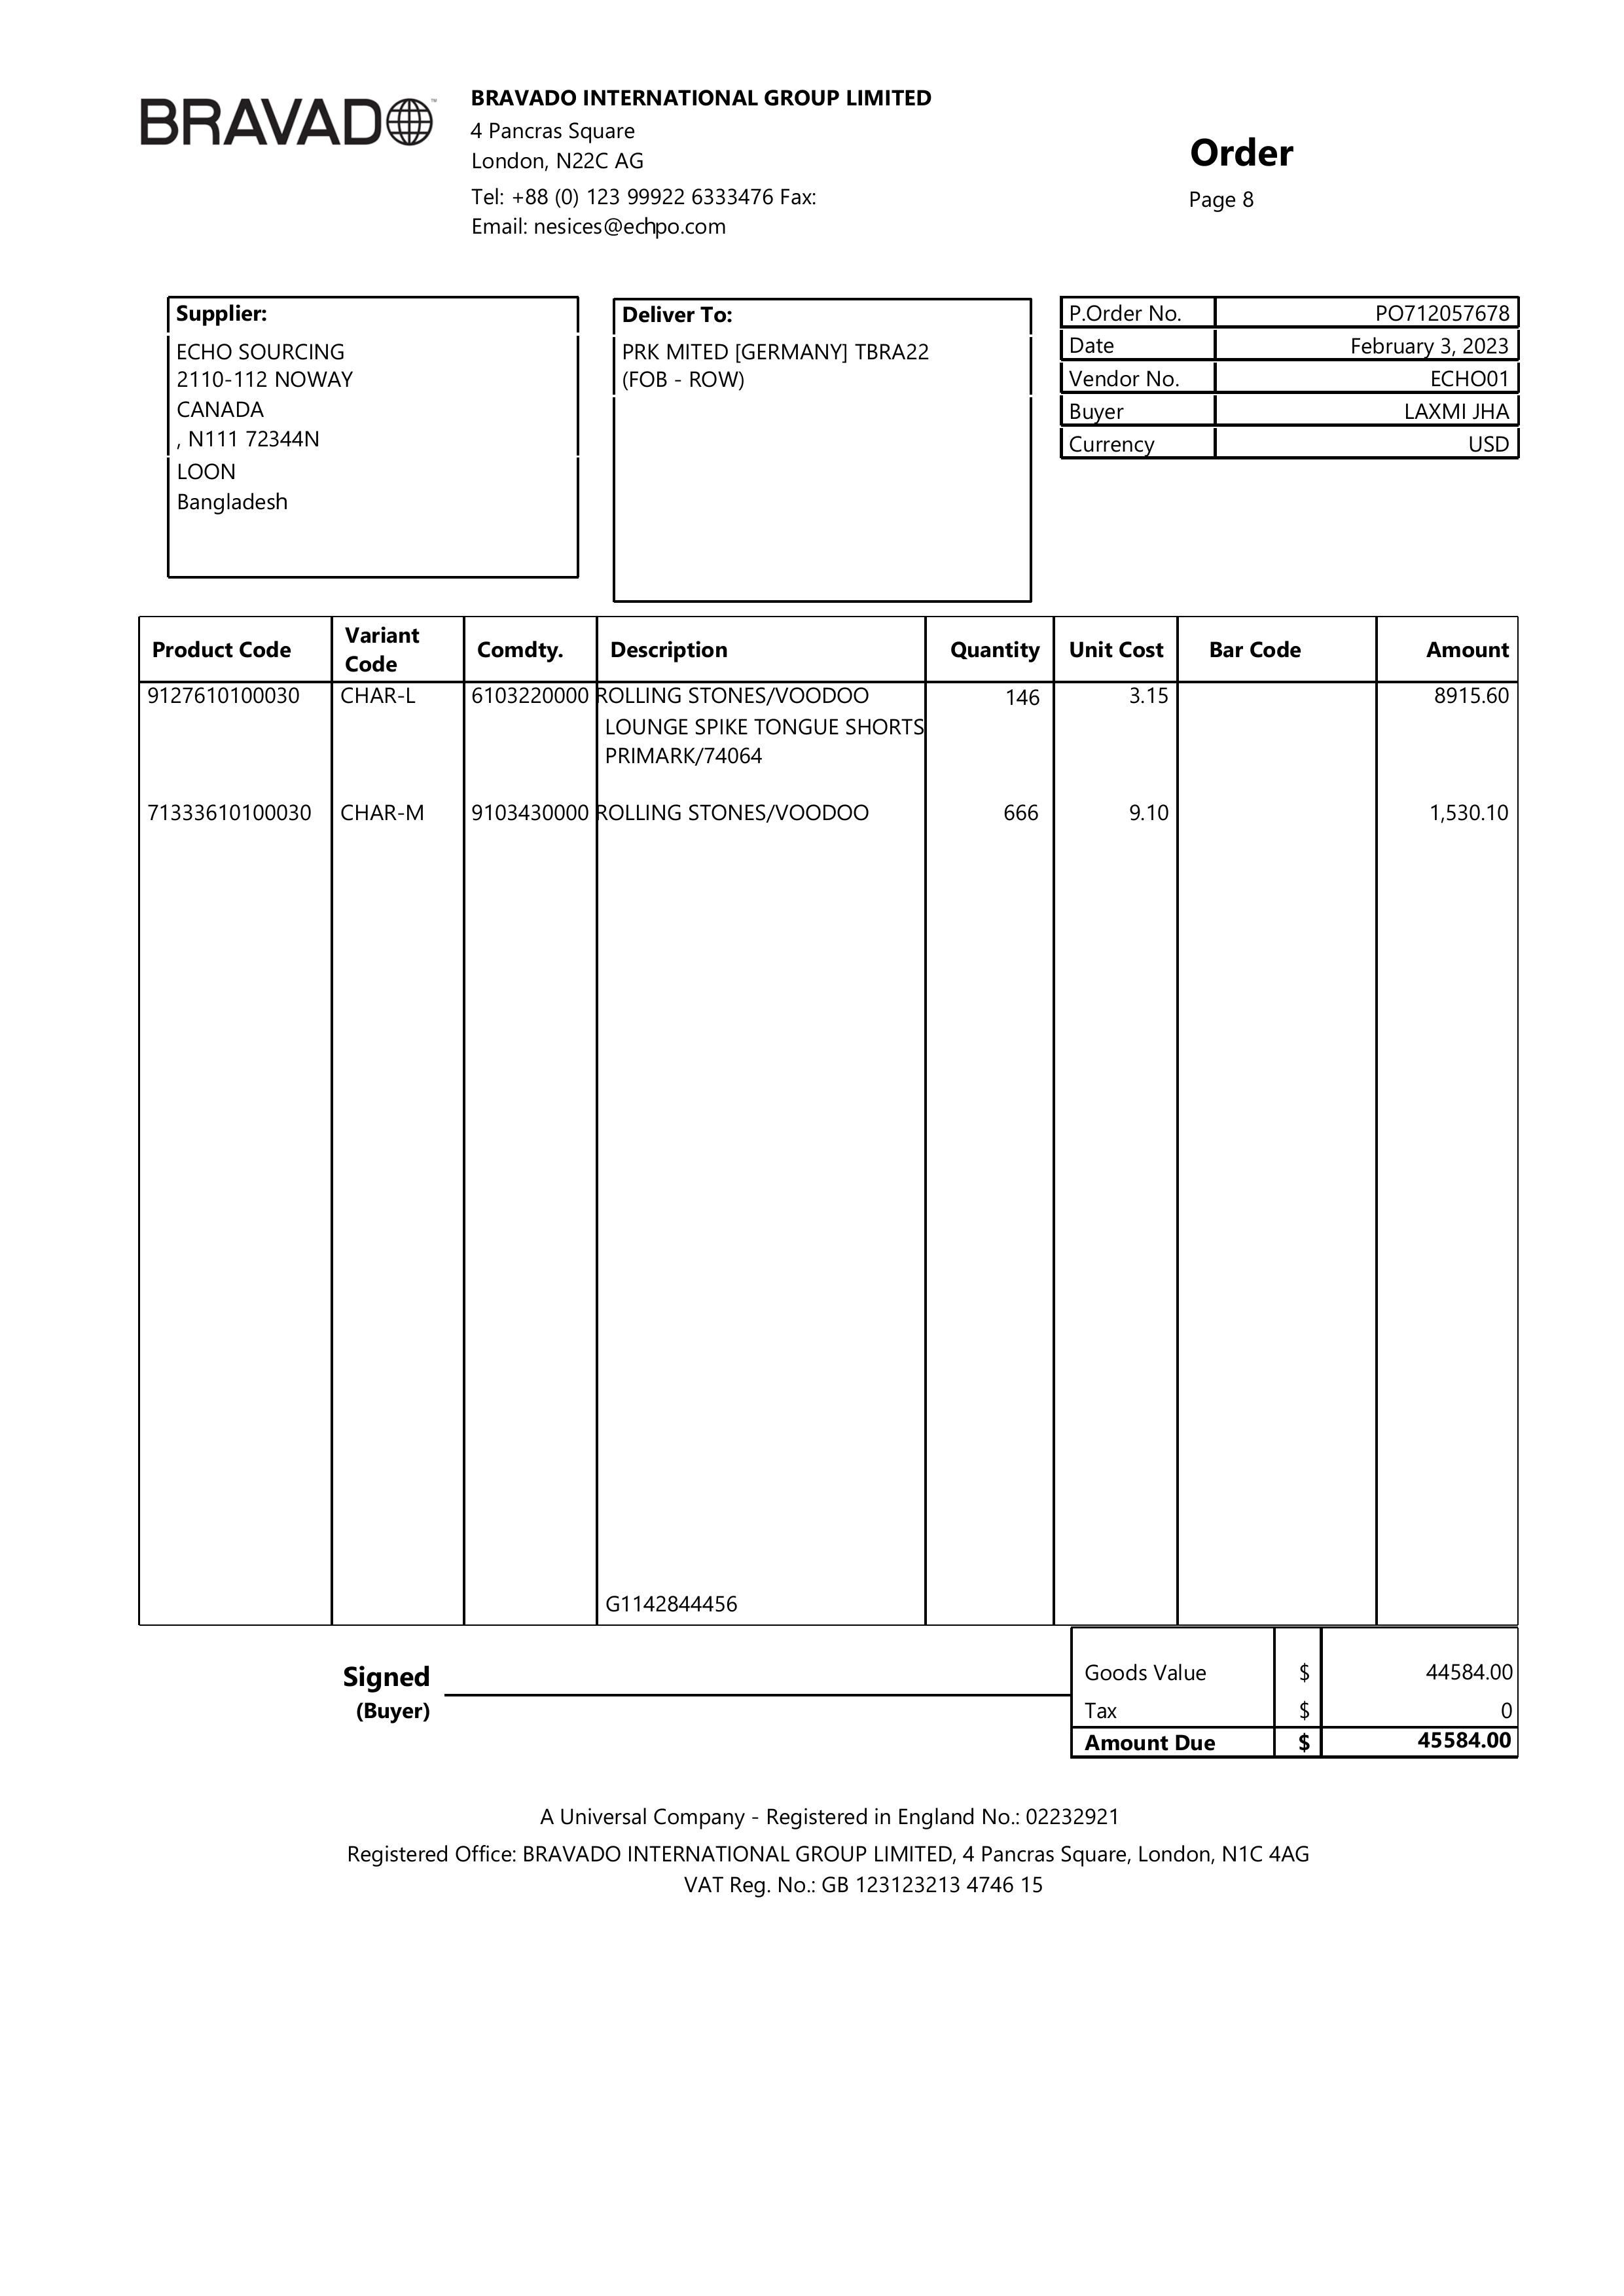 BRAVADO™
BRAVADO INTERNATIONAL GROUP LIMITED
4 Pancras Square
London, N22C AG
Tel: +88 (0) 123 99922 6333476 Fax:
Email: nesices@echpo.com
Order
Page 8
Supplier:
ECHO SOURCING
2110-112 NOWAY
CANADA
, N111 72344N
LOON
Bangladesh
Deliver To:
PRK MITED [GERMANY] TBRA22
(FOB - ROW)
P.Order No. PO712057678
Date February 3, 2023
Vendor No. ECHO01
Buyer LAXMI JHA
Currency USD
Product Code Variant Code Comdty. Description Quantity Unit Cost Bar Code Amount
9127610100030 CHAR-L 6103220000 ROLLING STONES/VOODOO 146 3.15 8915.60
LOUNGE SPIKE TONGUE SHORTS
PRIMARK/74064
71333610100030 CHAR-M 9103430000 ROLLING STONES/VOODOO 666 9.10 1,530.10
G1142844456
Signed
(Buyer)
Goods Value $ 44584.00
Tax $ 0
Amount Due $ 45584.00
A Universal Company - Registered in England No.: 02232921
Registered Office: BRAVADO INTERNATIONAL GROUP LIMITED, 4 Pancras Square, London, N1C 4AG
VAT Reg. No.: GB 123123213 4746 15